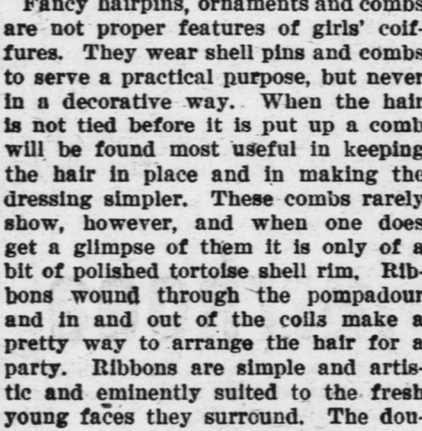 Fancy hairpins, ornaments and combs
are not proper features of girls' coif-
fures. They wear shell pins and combs
to serve a practical purpose, but never
in a decorative way. When the hair
is not tied before it is put up a comb
will be found most useful in keeping
the hair in place and in making the
dressing simpler. These combs rarely
show, however, and when one does
get a glimpse of them it is only of a
bit of polished tortoise shell rim. Rib-
bons wound through the pompadour
and in and out of the coils make a
pretty way to arrange the hair for a
party. Ribbons are simple and artis-
tic and eminently suited to the fresh
young faces they surround. The dou-